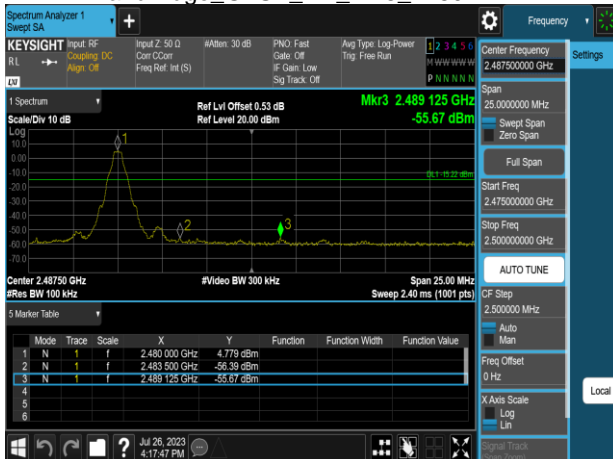 Spectrum Analyzer 1
Swept SA
+
Frequency
KEYSIGHT
RL
LXI
Input: RF
Coupling: DC
Align: Off
Input Z: 50 Ω
Corr CCorr
Freq Ref: Int (S)
#Atten: 30 dB
PNO: Fast
Gate: Off
IF Gain: Low
Sig Track: Off
Avg Type: Log-Power
Trig: Free Run
1 2 3 4 5 6
M W W W W W
P N N N N N
Center Frequency
2.487500000 GHz
Settings
Span
25.0000000 MHz
Swept Span
Zero Span
Full Span
Start Freq
2.475000000 GHz
Stop Freq
2.500000000 GHz
AUTO TUNE
CF Step
2.500000 MHz
Auto
Man
Freq Offset
0 Hz
X Axis Scale
Log
Lin
Signal Track
Local
1 Spectrum
Scale/Div 10 dB
Log
Ref Lvl Offset 0.53 dB
Ref Level 20.00 dBm
Mkr3 2.489 125 GHz
-55.67 dBm
10.0
0.00
-10.0
-20.0
-30.0
-40.0
-50.0
-60.0
-70.0
1
2
3
DL1 -15.22 dBm
Center 2.48750 GHz
#Video BW 300 kHz
Span 25.00 MHz
#Res BW 100 kHz
Sweep 2.40 ms (1001 pts)
5 Marker Table
Mode Trace Scale X Y Function Function Width Function Value
1 N 1 f 2.480 000 GHz 4.779 dBm
2 N 1 f 2.483 500 GHz -56.39 dBm
3 N 1 f 2.489 125 GHz -55.67 dBm
4
5
6
?
Jul 26, 2023
4:17:47 PM